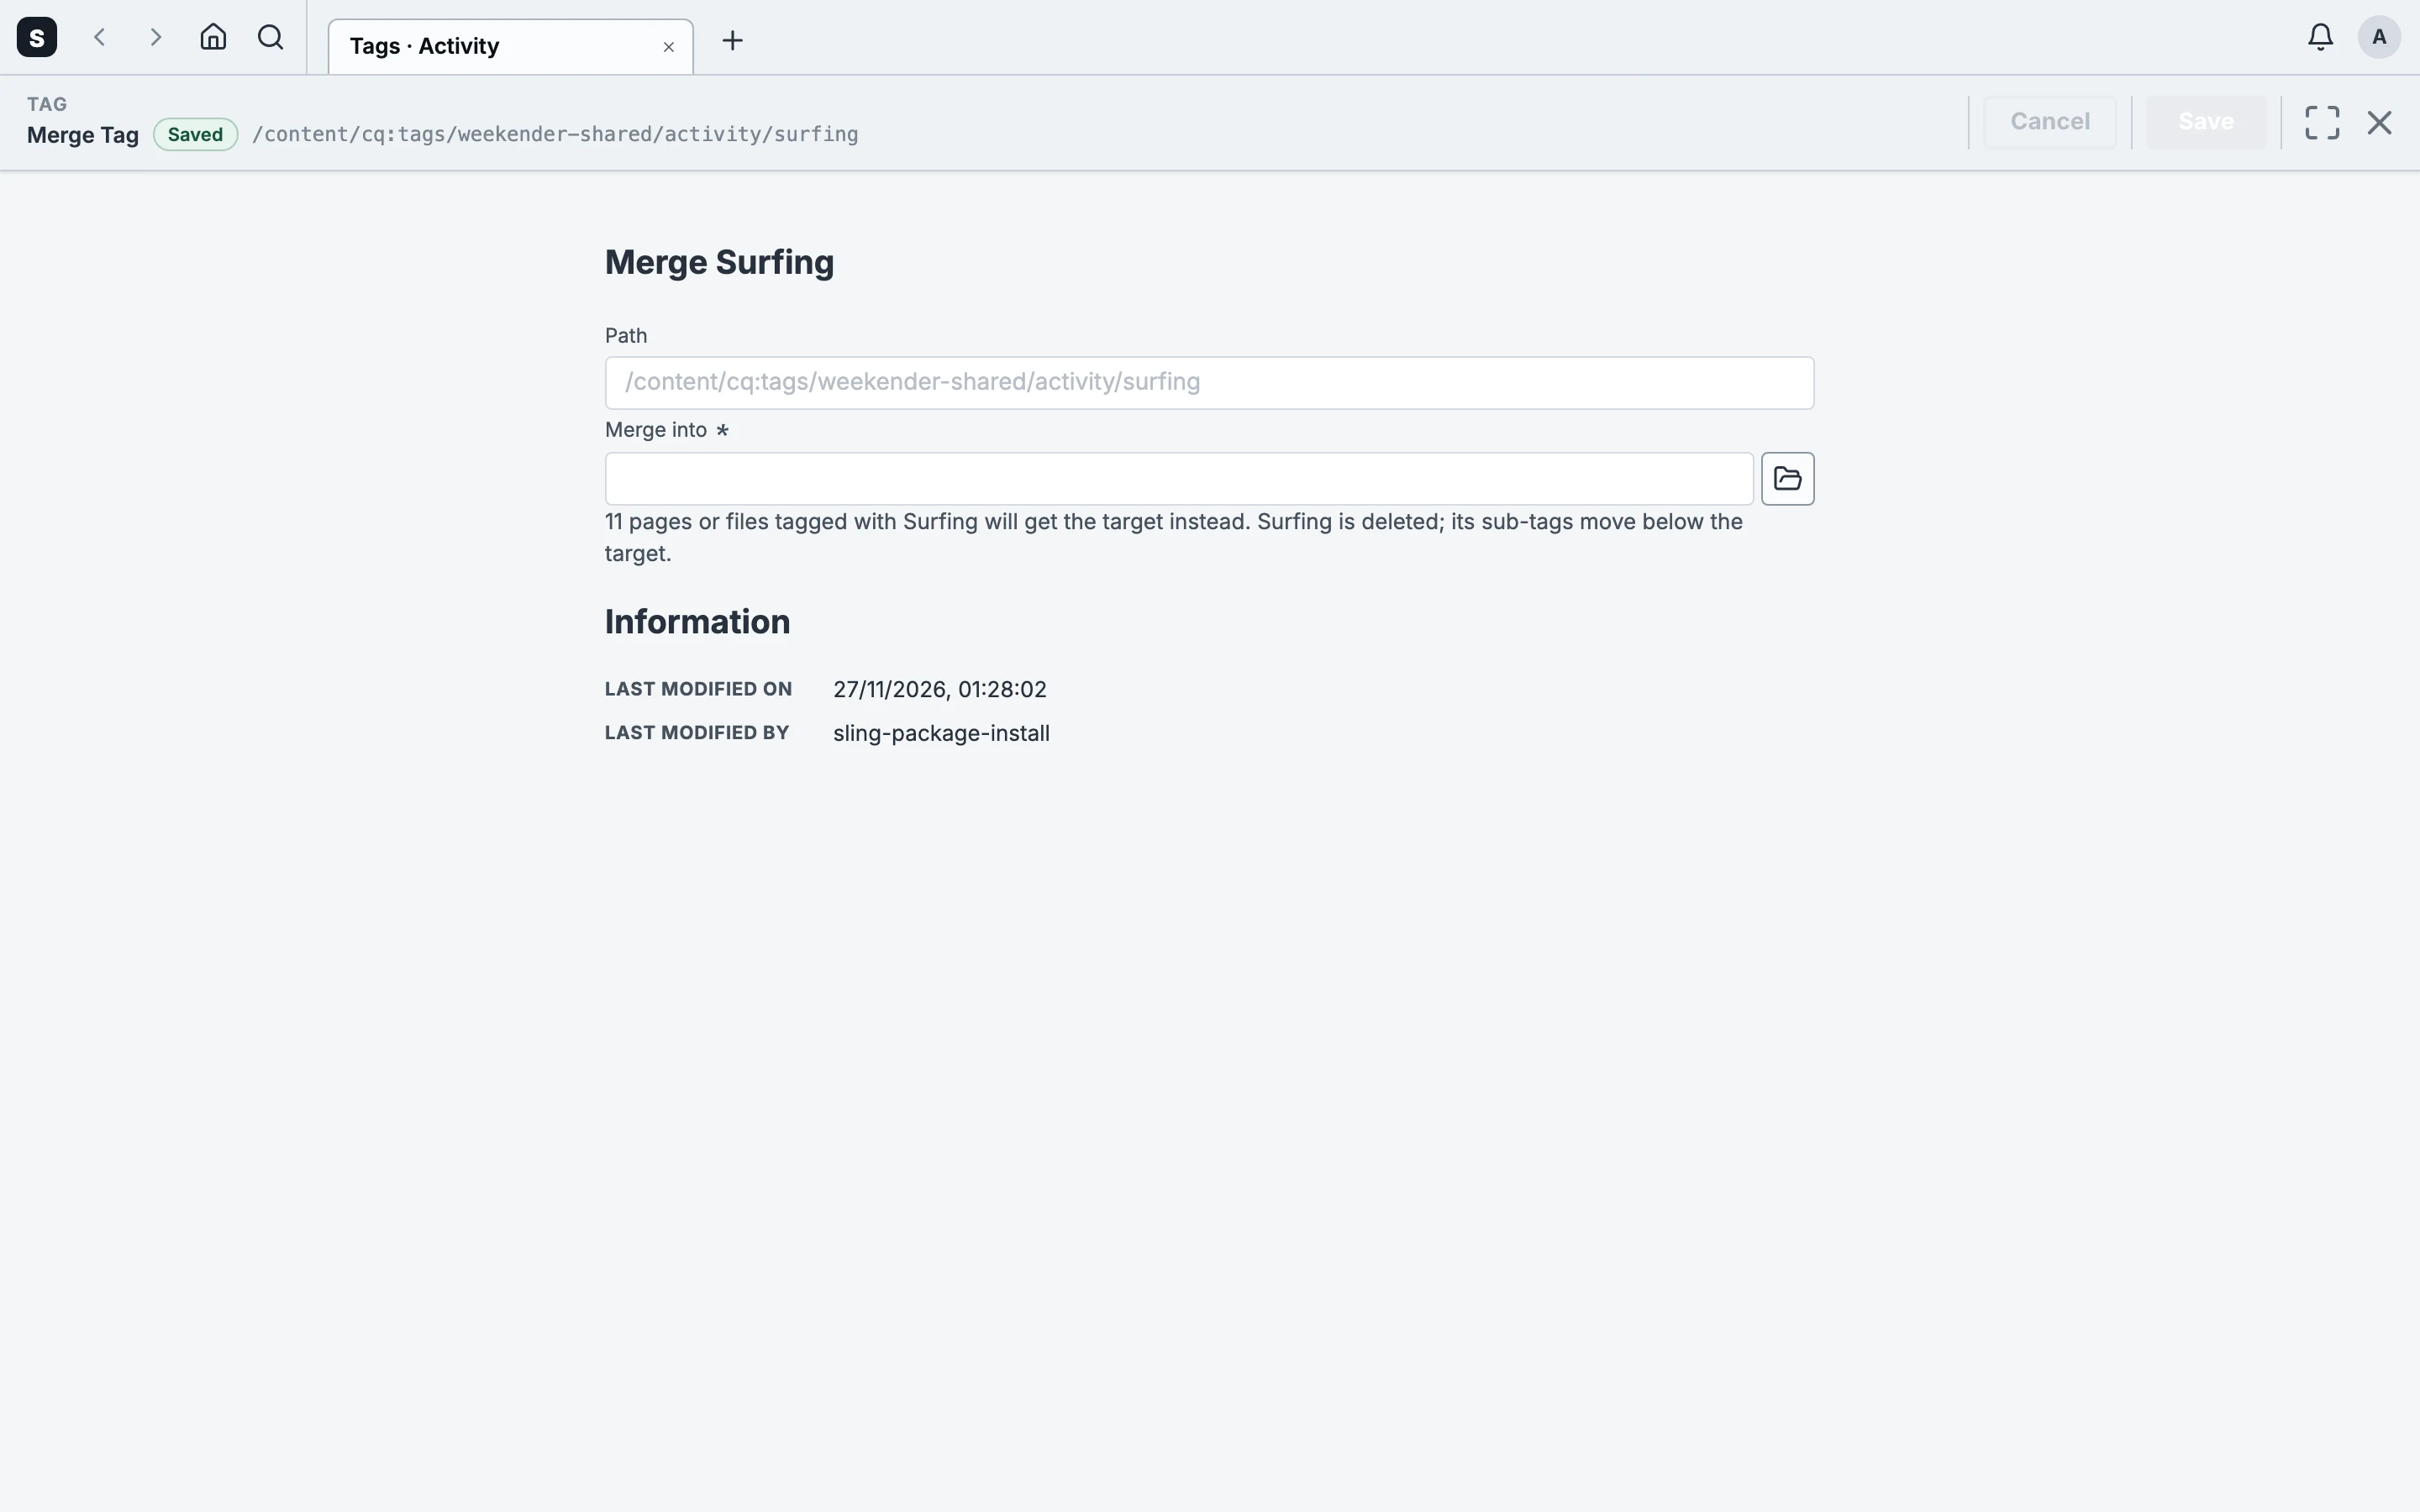 S
Tags · Activity
A
TAG
Merge Tag Saved /content/cq:tags/weekender-shared/activity/surfing
Cancel
Save
Merge Surfing
Path
/content/cq:tags/weekender-shared/activity/surfing
Merge into *
11 pages or files tagged with Surfing will get the target instead. Surfing is deleted; its sub-tags move below the
target.
Information
LAST MODIFIED ON 27/11/2026, 01:28:02
LAST MODIFIED BY sling-package-install